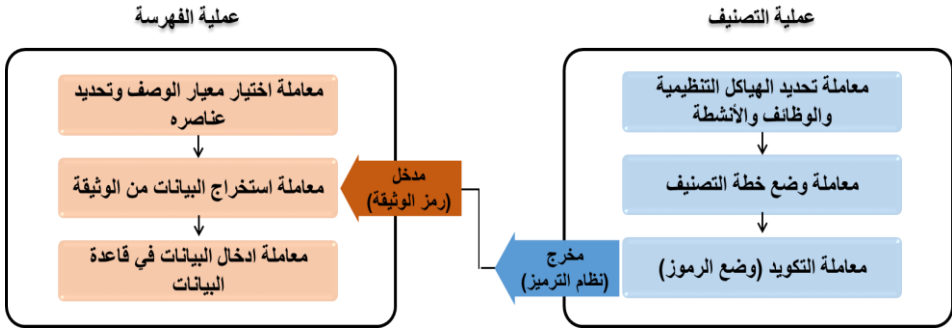 عملية التصنيف
معاملة تحديد الهياكل التنظيمية
والوظائف والأنشطة
معاملة وضع خطة التصنيف
معاملة التكويد (وضع الرموز)
مخرج
(نظام الترميز)
مدخل
(رمز الوثيقة)
عملية الفهرسة
معاملة اختيار معيار الوصف وتحديد
عناصره
معاملة استخراج البيانات من الوثيقة
معاملة ادخال البيانات في قاعدة
البيانات